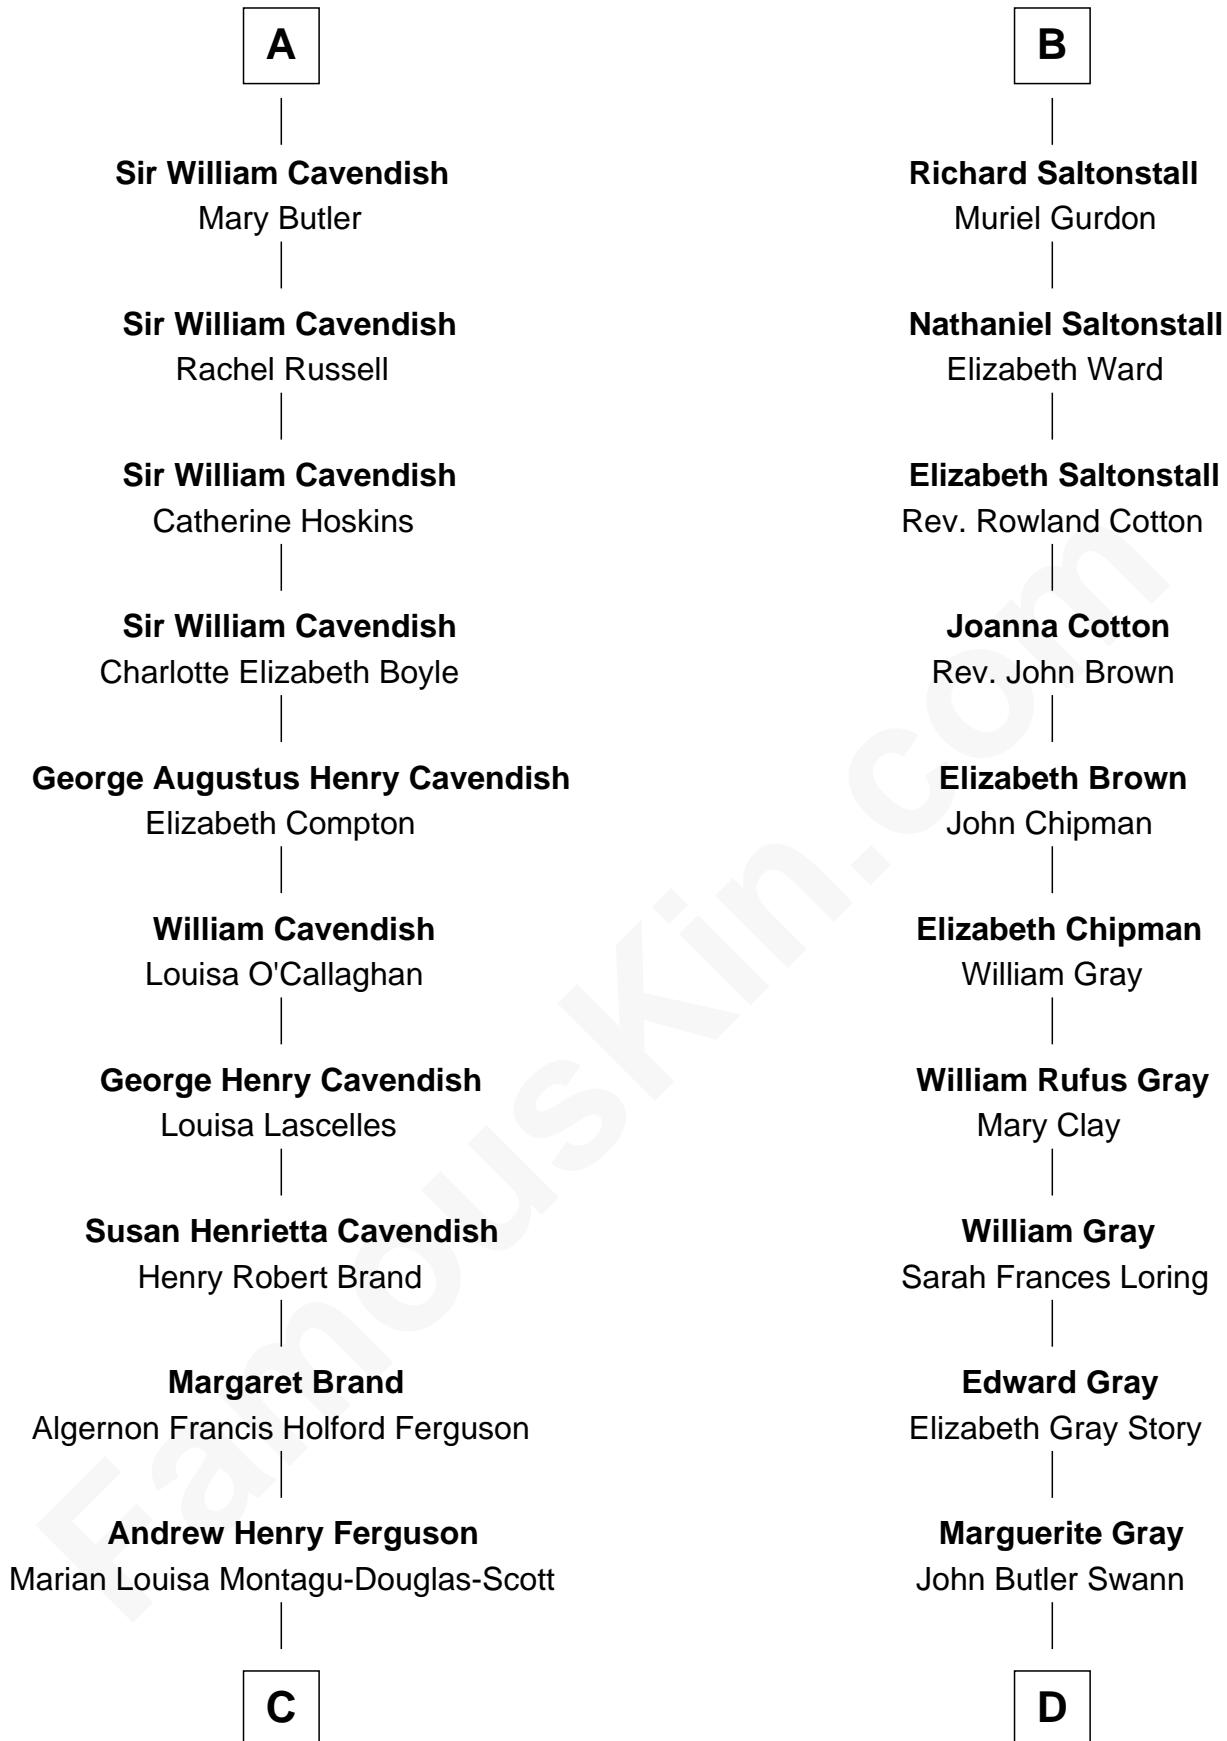 A
Sir William Cavendish
Mary Butler
Sir William Cavendish
Rachel Russell
Sir William Cavendish
Catherine Hoskins
Sir William Cavendish
Charlotte Elizabeth Boyle
George Augustus Henry Cavendish
Elizabeth Compton
William Cavendish
Louisa O'Callaghan
George Henry Cavendish
Louisa Lascelles
Susan Henrietta Cavendish
Henry Robert Brand
Margaret Brand
Algernon Francis Holford Ferguson
Andrew Henry Ferguson
Marian Louisa Montagu-Douglas-Scott
C
B
Richard Saltonstall
Muriel Gurdon
Nathaniel Saltonstall
Elizabeth Ward
Elizabeth Saltonstall
Rev. Rowland Cotton
Joanna Cotton
Rev. John Brown
Elizabeth Brown
John Chipman
Elizabeth Chipman
William Gray
William Rufus Gray
Mary Clay
William Gray
Sarah Frances Loring
Edward Gray
Elizabeth Gray Story
Marguerite Gray
John Butler Swann
D
FamousKin.com